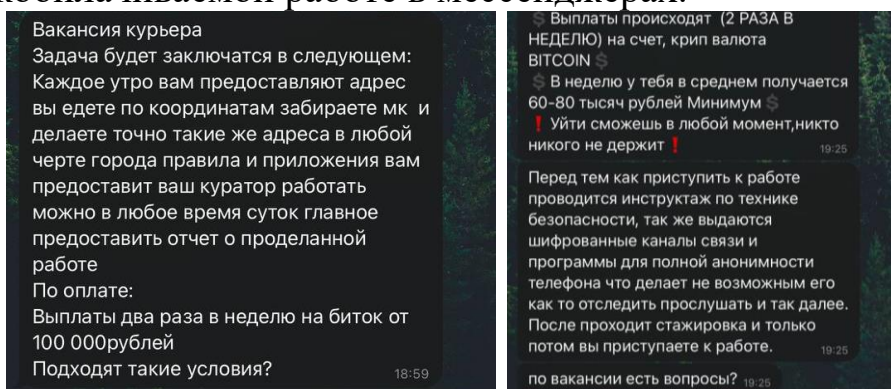 кооплачиваемой работе в мессенджерах.
Вакансия курьера
Задача будет заключатся в следующем:
Каждое утро вам предоставляют адрес
вы едете по координатам забираете мк и
делаете точно такие же адреса в любой
черте города правила и приложения вам
предоставит ваш куратор работать
можно в любое время суток главное
предоставить отчет о проделанной
работе
По оплате:
Выплаты два раза в неделю на биток от
100 000рублей
Подходят такие условия?
18:59
$ Выплаты происходят (2 РАЗА В
НЕДЕЛЮ) на счет, крип валюта
BITCOIN $
$ В неделю у тебя в среднем получается
60-80 тысяч рублей Минимум $
❗ Уйти сможешь в любой момент,никто
никого не держит ❗
19:25
Перед тем как приступить к работе
проводится инструктаж по технике
безопасности, так же выдаются
шифрованные каналы связи и
программы для полной анонимности
телефона что делает не возможным его
как то отследить прослушать и так далее.
После проходит стажировка и только
потом вы приступаете к работе.
19:25
по вакансии есть вопросы? 19:25